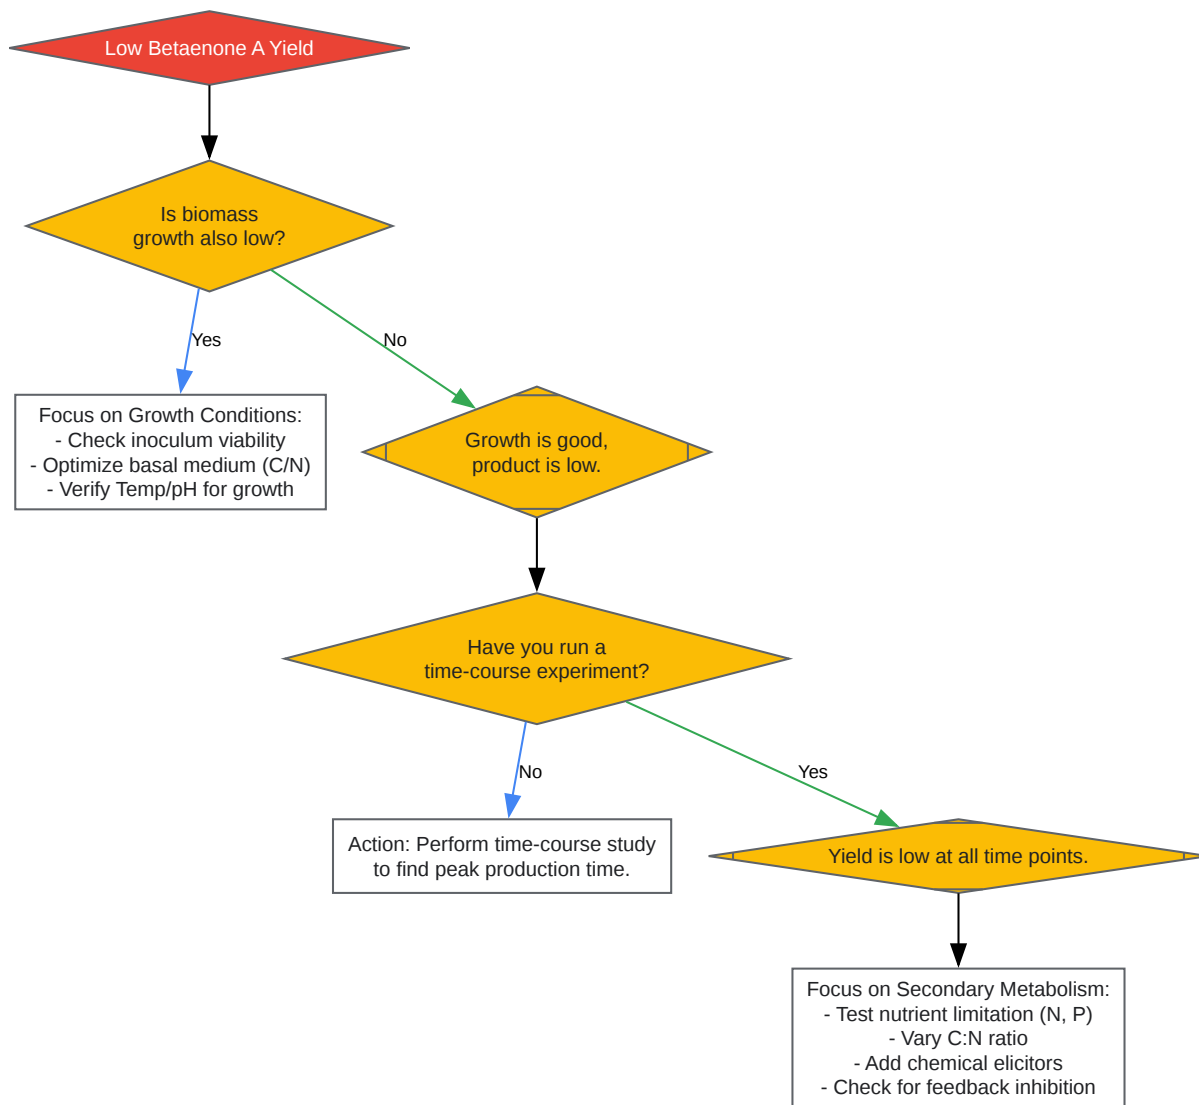 Low Betaenone A Yield
Is biomass
growth also low?
Yes
No
Focus on Growth Conditions:
- Check inoculum viability
- Optimize basal medium (C/N)
- Verify Temp/pH for growth
Growth is good,
product is low.
Have you run a
time-course experiment?
No
Yes
Action: Perform time-course study
to find peak production time.
Yield is low at all time points.
Focus on Secondary Metabolism:
- Test nutrient limitation (N, P)
- Vary C:N ratio
- Add chemical elicitors
- Check for feedback inhibition